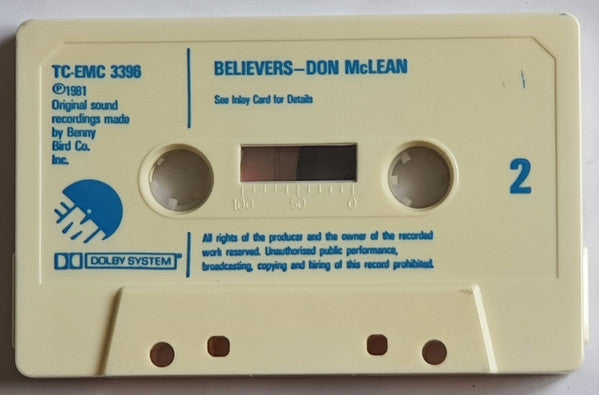 TC-EMC 3396
℗1981
Original sound
recordings made
by Benny
Bird Co.
Inc.
EMI
DOLBY SYSTEM
BELIEVERS–DON McLEAN
See Inlay Card for Details
2
100 50 0
All rights of the producer and the owner of the recorded
work reserved. Unauthorised public performance,
broadcasting, copying and hiring of this record prohibited.